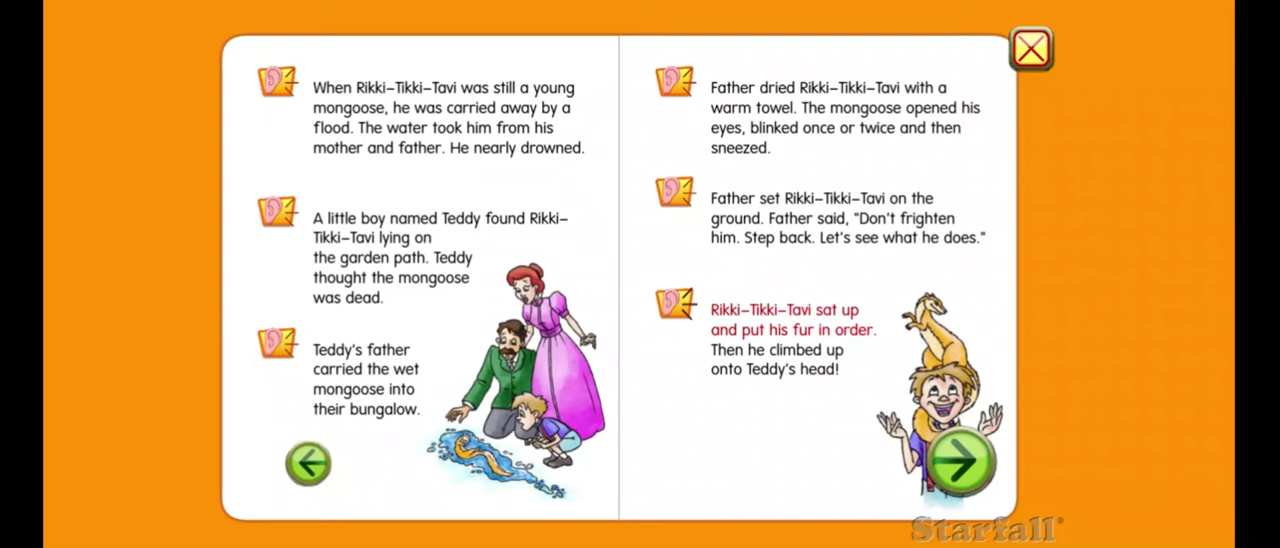 When Rikki–Tikki–Tavi was still a young
mongoose, he was carried away by a
flood. The water took him from his
mother and father. He nearly drowned.
A little boy named Teddy found Rikki–
Tikki–Tavi lying on
the garden path. Teddy
thought the mongoose
was dead.
Teddy's father
carried the wet
mongoose into
their bungalow.
Father dried Rikki–Tikki–Tavi with a
warm towel. The mongoose opened his
eyes, blinked once or twice and then
sneezed.
Father set Rikki–Tikki–Tavi on the
ground. Father said, "Don't frighten
him. Step back. Let's see what he does."
Rikki–Tikki–Tavi sat up
and put his fur in order.
Then he climbed up
onto Teddy's head!
Starfall®